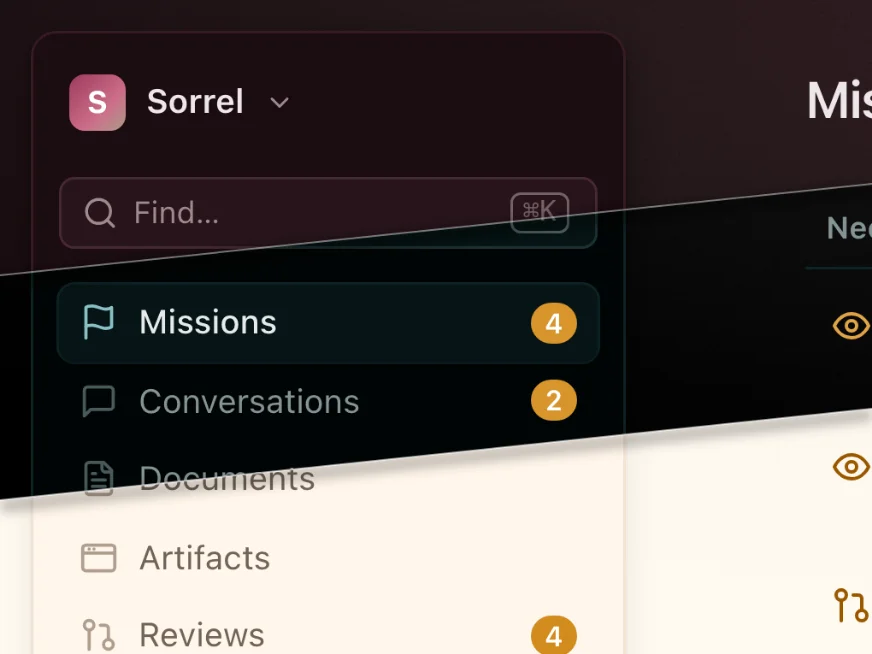 S Sorrel
Mis
Find... ⌘K
Nee
Missions 4
Conversations 2
Documents
Artifacts
Reviews 4